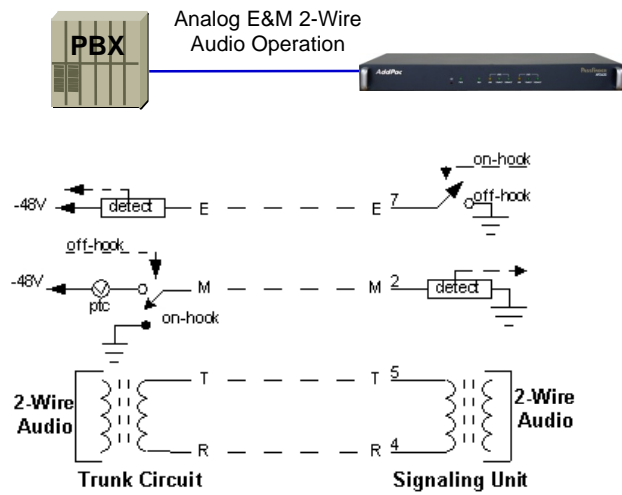 Analog E&M 2-Wire
Audio Operation
PBX
AddPac
on-hook
-48V
detect
E
E
7
off-hook
off-hook
-48V
ptc
M
M
2
detect
on-hook
2-Wire
Audio
T
T
5
2-Wire
Audio
R
R
4
Trunk Circuit
Signaling Unit